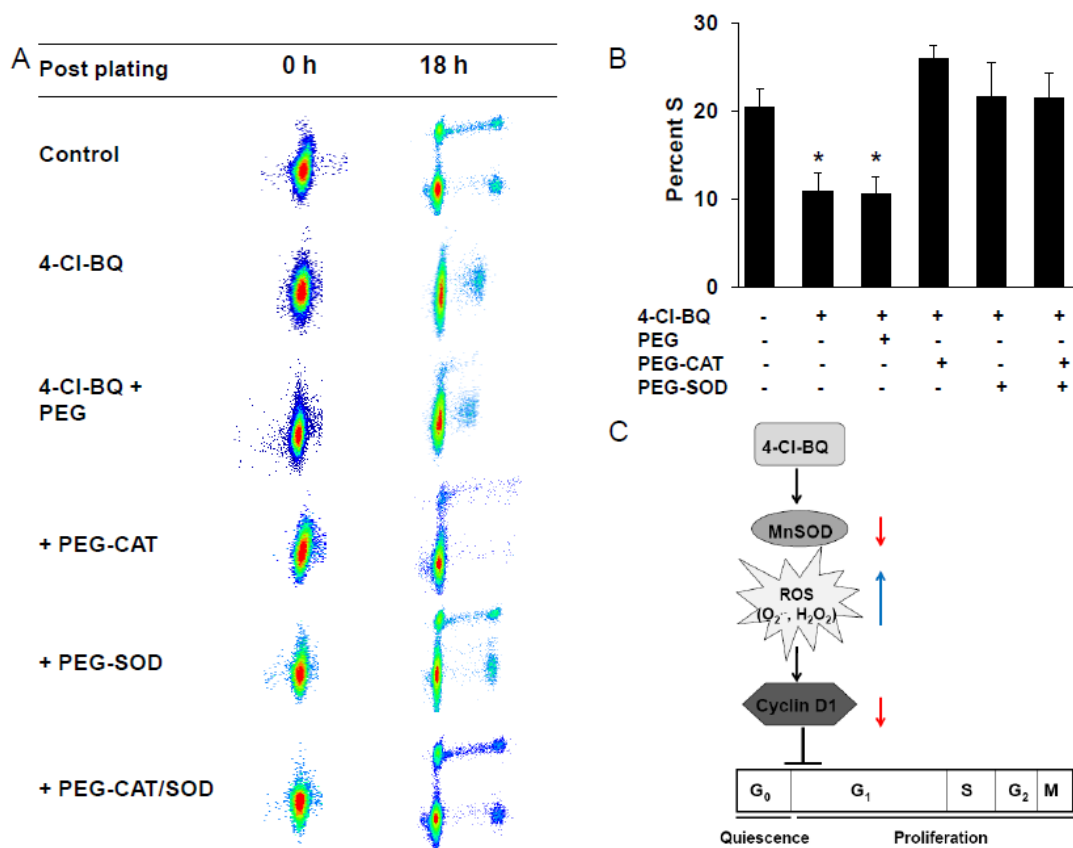 A
Post plating 0 h 18 h
Control
4-Cl-BQ
4-Cl-BQ +
PEG
+ PEG-CAT
+ PEG-SOD
+ PEG-CAT/SOD
B
Percent S
30
20
10
0
* *
4-Cl-BQ - + + + + +
PEG - - + - - -
PEG-CAT - - - + - +
PEG-SOD - - - - + +
C
4-Cl-BQ
MnSOD
ROS
(O₂·⁻, H₂O₂)
Cyclin D1
G₀ G₁ S G₂ M
Quiescence Proliferation